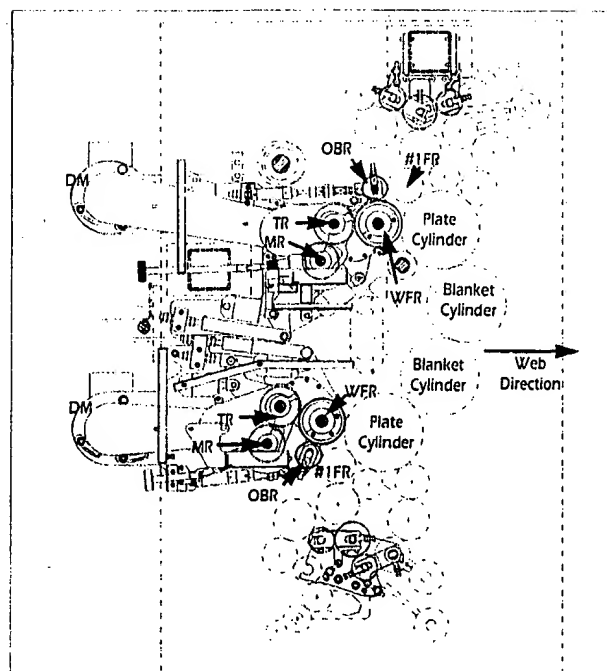 OBR
#1FR
DM
TR
Plate
Cylinder
MR
WFR
Blanket
Cylinder
Blanket
Cylinder
Web
Direction
DM
WFR
TR
Plate
Cylinder
MR
#1FR
OBR